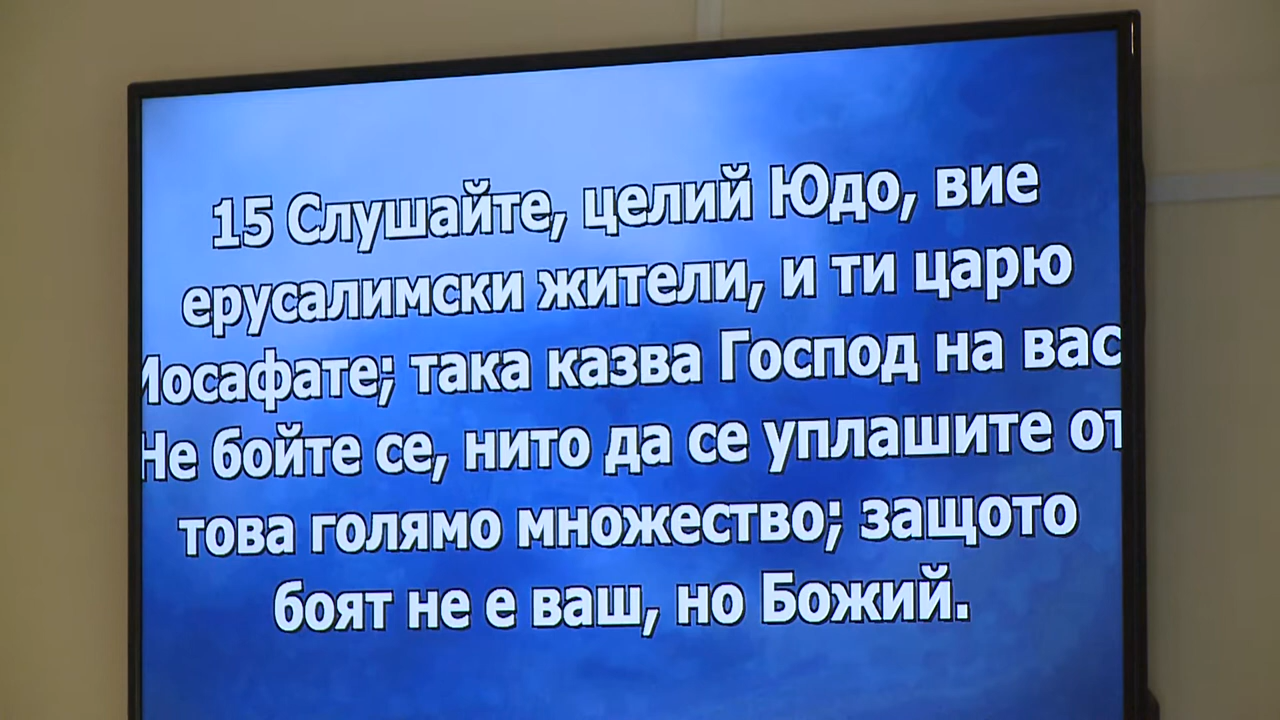 15 Слушайте, целий Юдо, вие
ерусалимски жители, и ти царю
Иосафате; така казва Господ на вас
Не бойте се, нито да се уплашите от
това голямо множество; защото
боят не е ваш, но Божий.